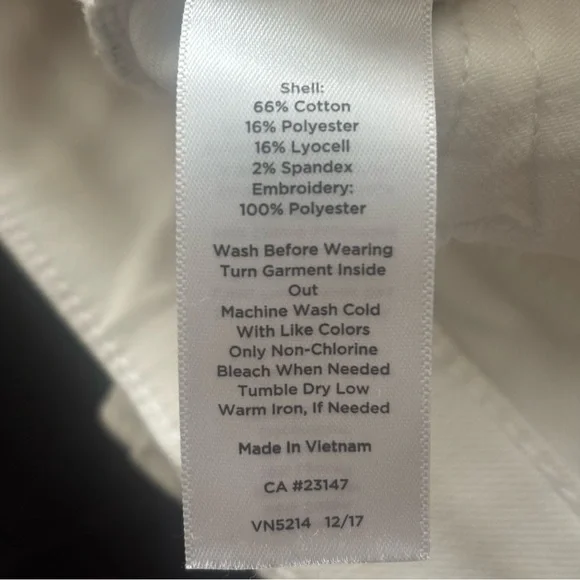 Shell:
66% Cotton
16% Polyester
16% Lyocell
2% Spandex
Embroidery:
100% Polyester
Wash Before Wearing
Turn Garment Inside
Out
Machine Wash Cold
With Like Colors
Only Non-Chlorine
Bleach When Needed
Tumble Dry Low
Warm Iron, If Needed
Made In Vietnam
CA #23147
VN5214 12/17